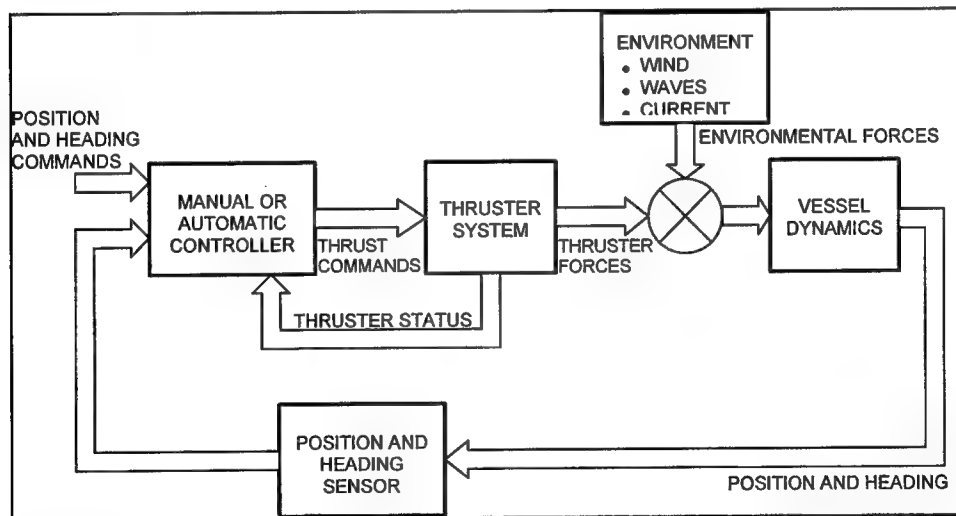 ENVIRONMENT
• WIND
• WAVES
• CURRENT
POSITION
AND HEADING
COMMANDS
ENVIRONMENTAL FORCES
MANUAL OR
AUTOMATIC
CONTROLLER
THRUST
COMMANDS
THRUSTER
SYSTEM
THRUSTER
FORCES
VESSEL
DYNAMICS
THRUSTER STATUS
POSITION AND
HEADING
SENSOR
POSITION AND HEADING